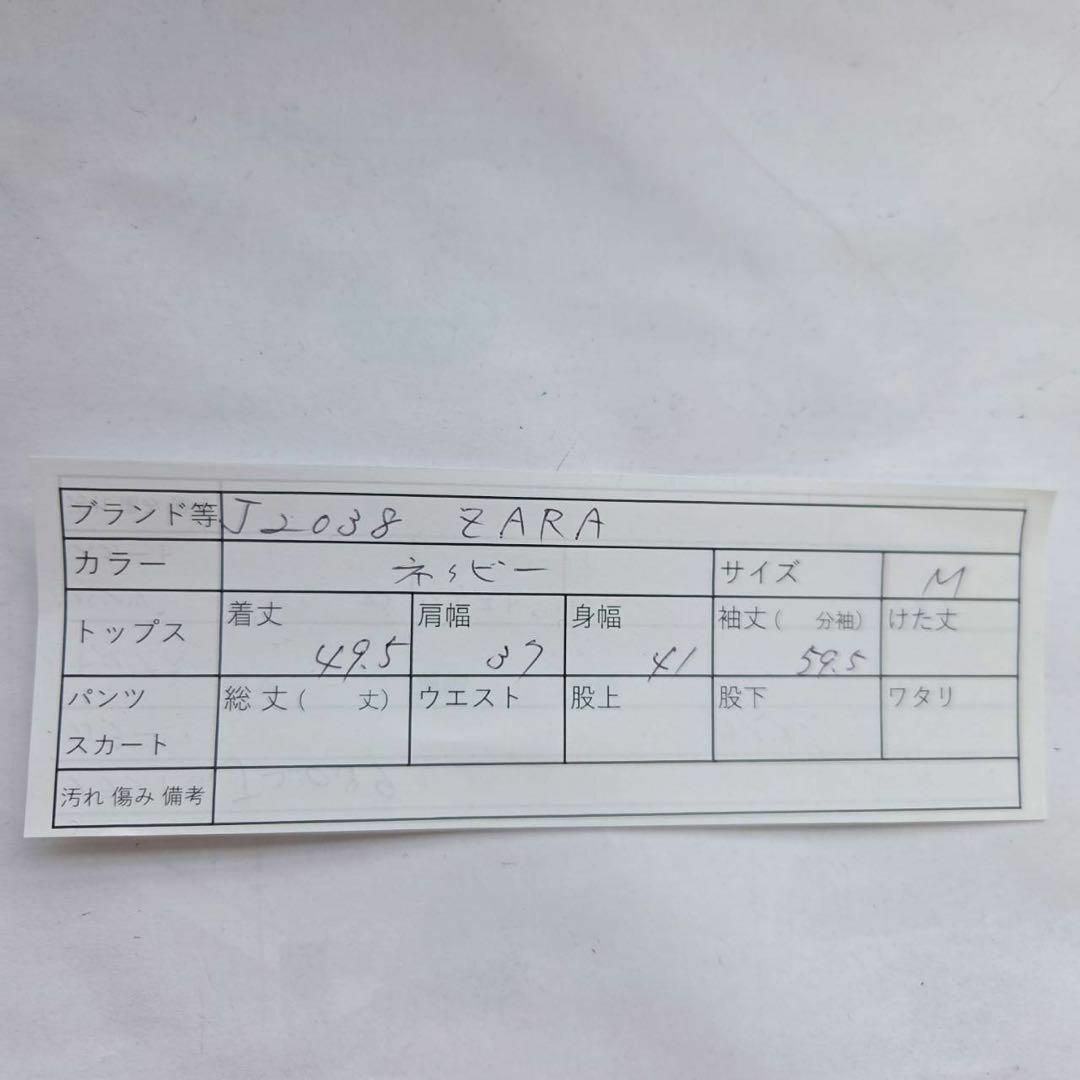 ブランド等 J2038 ZARA
カラー ネッビー サイズ M
トップス 着丈 49.5 肩幅 37 身幅 41 袖丈( 分袖) 59.5 けた丈
パンツ スカート 総丈( 丈) ウエスト 股上 股下 ワタリ
汚れ 傷み 備考